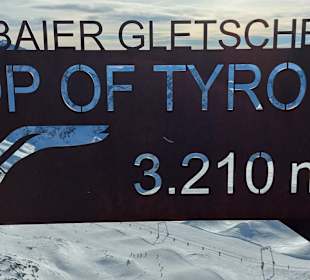 BAIER GLETSCHE
OP OF TYRO
3.210 m